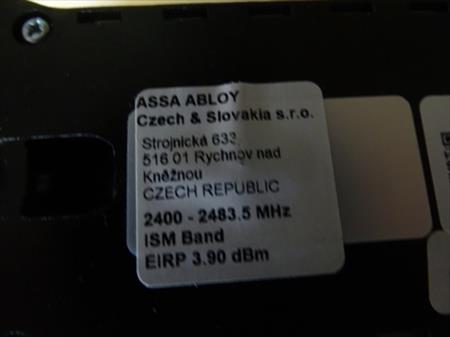 ASSA ABLOY
Czech & Slovakia s.r.o.
Strojnická 633,
516 01 Rychnov nad
Kněžnou
CZECH REPUBLIC
2400 - 2483.5 MHz
ISM Band
EIRP 3.90 dBm